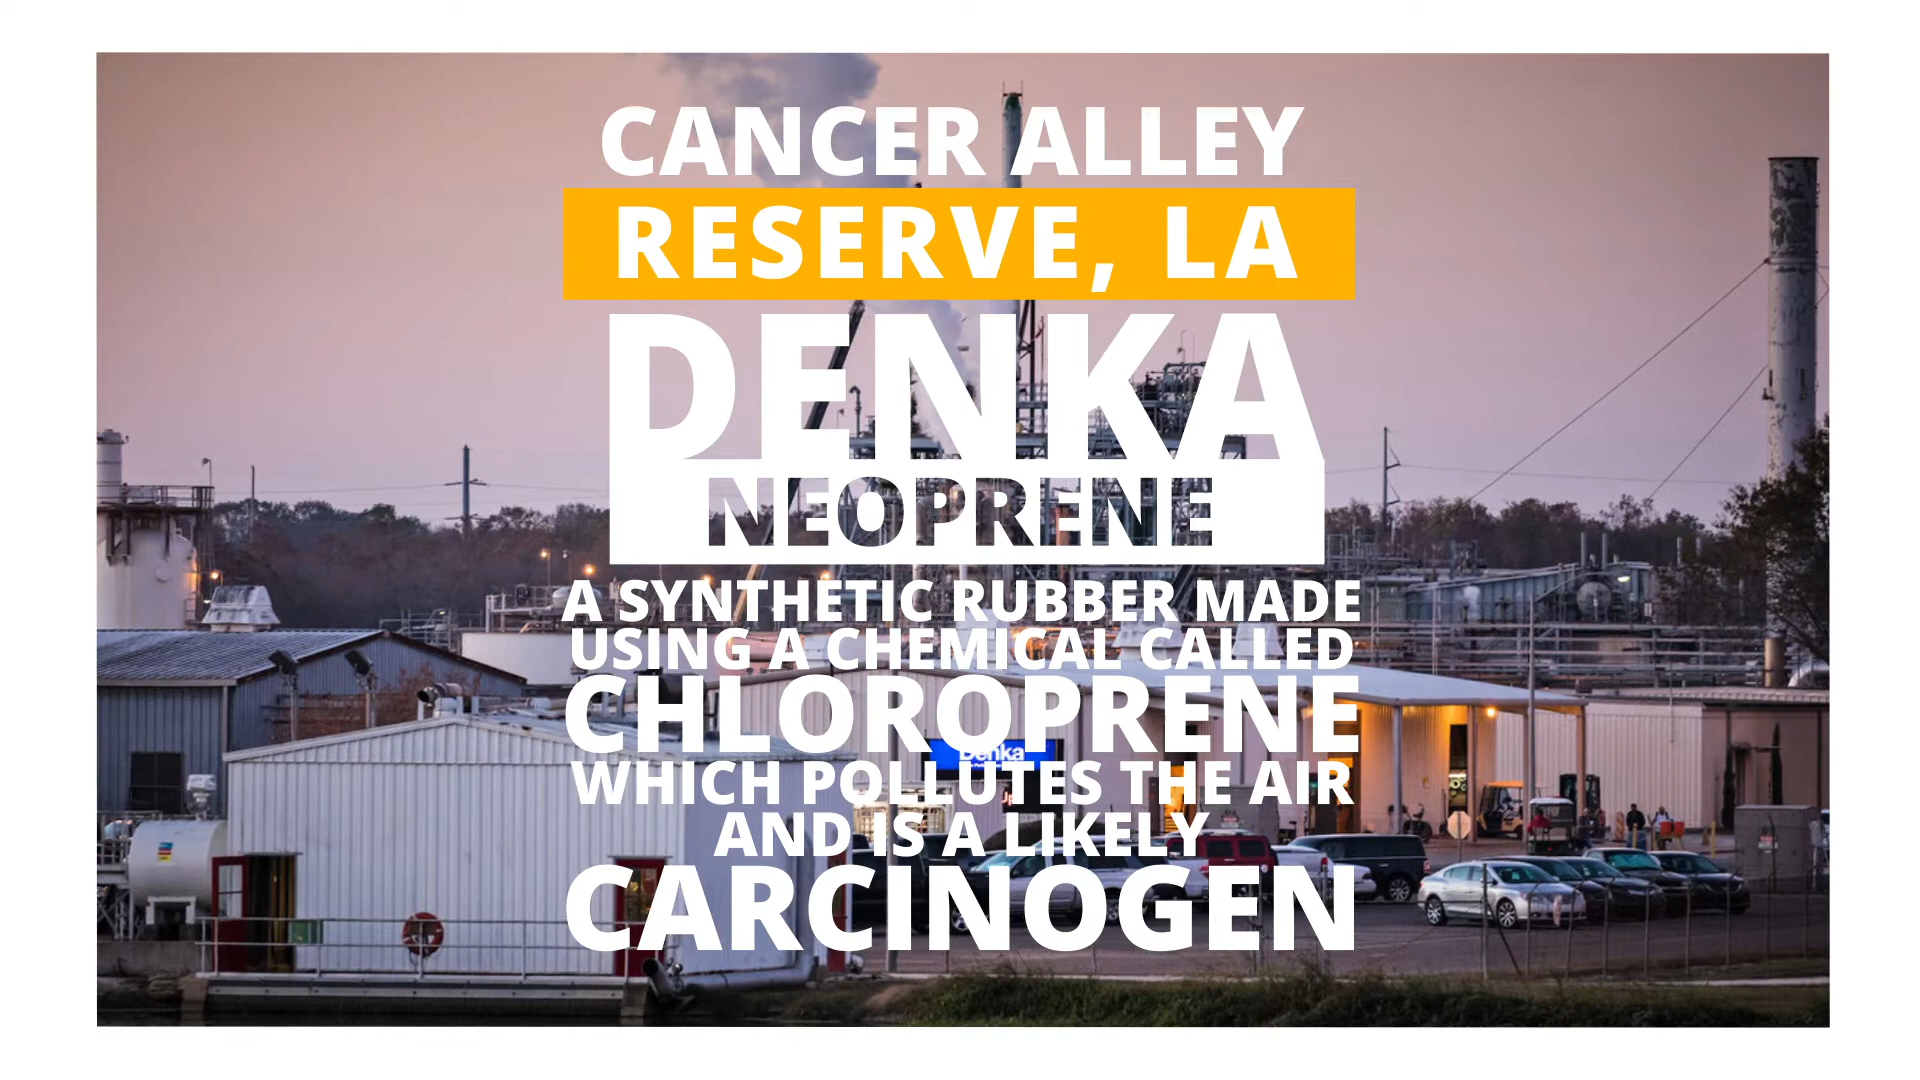 CANCER ALLEY
RESERVE, LA
DENKA
NEOPRENE
A SYNTHETIC RUBBER MADE
USING A CHEMICAL CALLED
CHLOROPRENE
Denka
WHICH POLLUTES THE AIR
AND IS A LIKELY
CARCINOGEN